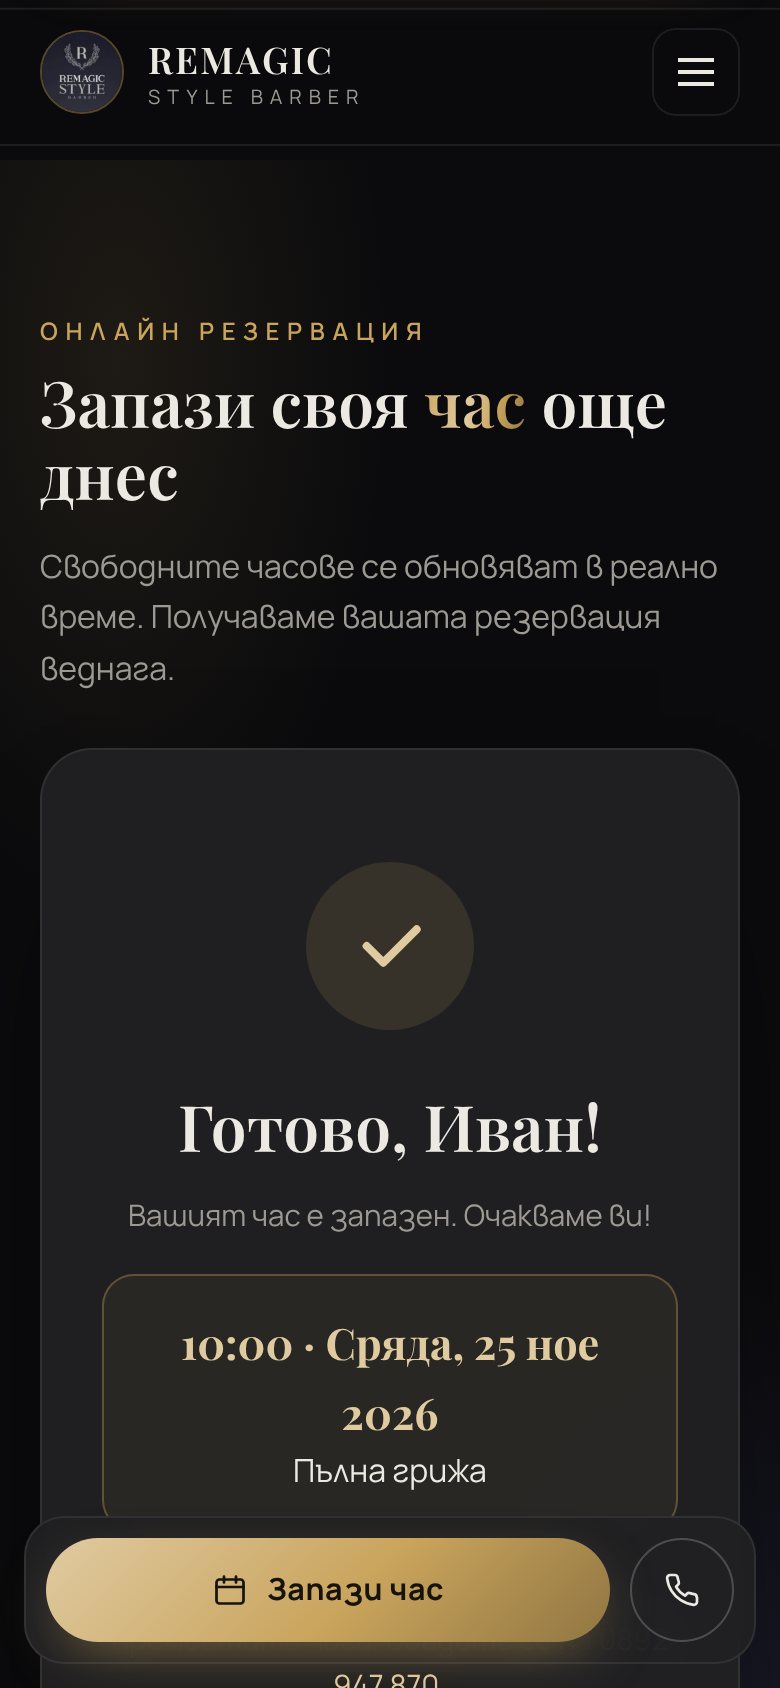 R
REMAGIC
STYLE
REMAGIC
STYLE BARBER
ОНЛАЙН РЕЗЕРВАЦИЯ
Запази своя час още
днес
Свободните часове се обновяват в реално
време. Получаваме вашата резервация
веднага.
Готово, Иван!
Вашият час е запазен. Очакваме ви!
10:00 · Сряда, 25 ное
2026
Пълна грижа
Запази час
947 870